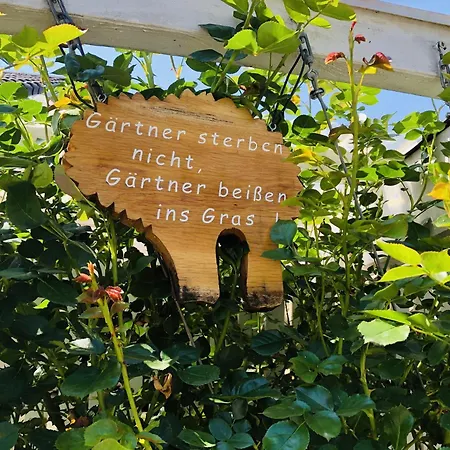 Gärtner sterben
nicht,
Gärtner beißen
ins Gras !